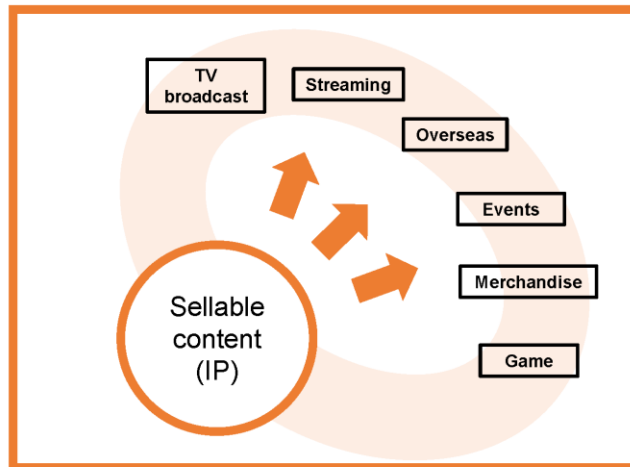 TV
broadcast
Streaming
Overseas
Events
Merchandise
Game
Sellable
content
(IP)